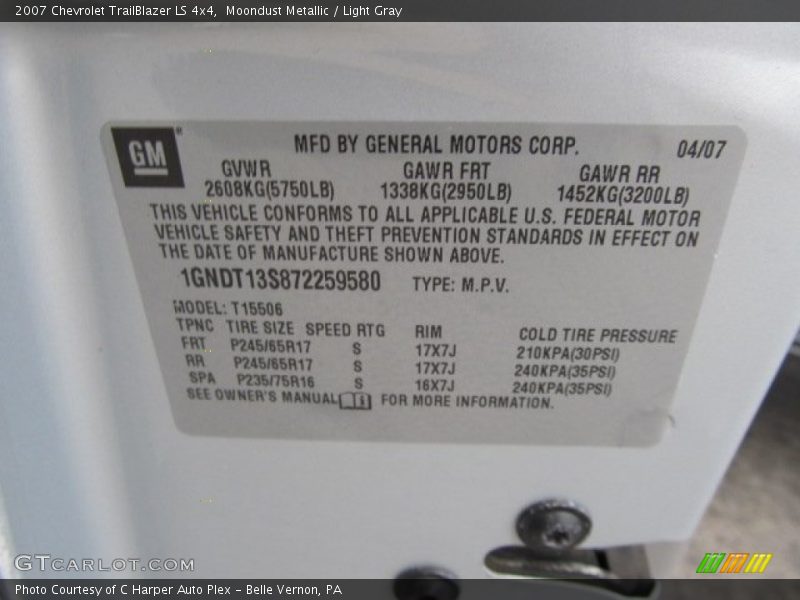 2007 Chevrolet TrailBlazer LS 4x4, Moondust Metallic / Light Gray
GM
MFD BY GENERAL MOTORS CORP. 04/07
GVWR GAWR FRT GAWR RR
2608KG(5750LB) 1338KG(2950LB) 1452KG(3200LB)
THIS VEHICLE CONFORMS TO ALL APPLICABLE U.S. FEDERAL MOTOR
VEHICLE SAFETY AND THEFT PREVENTION STANDARDS IN EFFECT ON
THE DATE OF MANUFACTURE SHOWN ABOVE.
1GNDT13S872259580 TYPE: M.P.V.
MODEL: T15506
TPNC TIRE SIZE SPEED RTG RIM COLD TIRE PRESSURE
FRT P245/65R17 S 17X7J 210KPA(30PSI)
RR P245/65R17 S 17X7J 240KPA(35PSI)
SPA P235/75R16 S 16X7J 240KPA(35PSI)
SEE OWNER'S MANUAL FOR MORE INFORMATION.
GTCARLOT.COM
Photo Courtesy of C Harper Auto Plex – Belle Vernon, PA